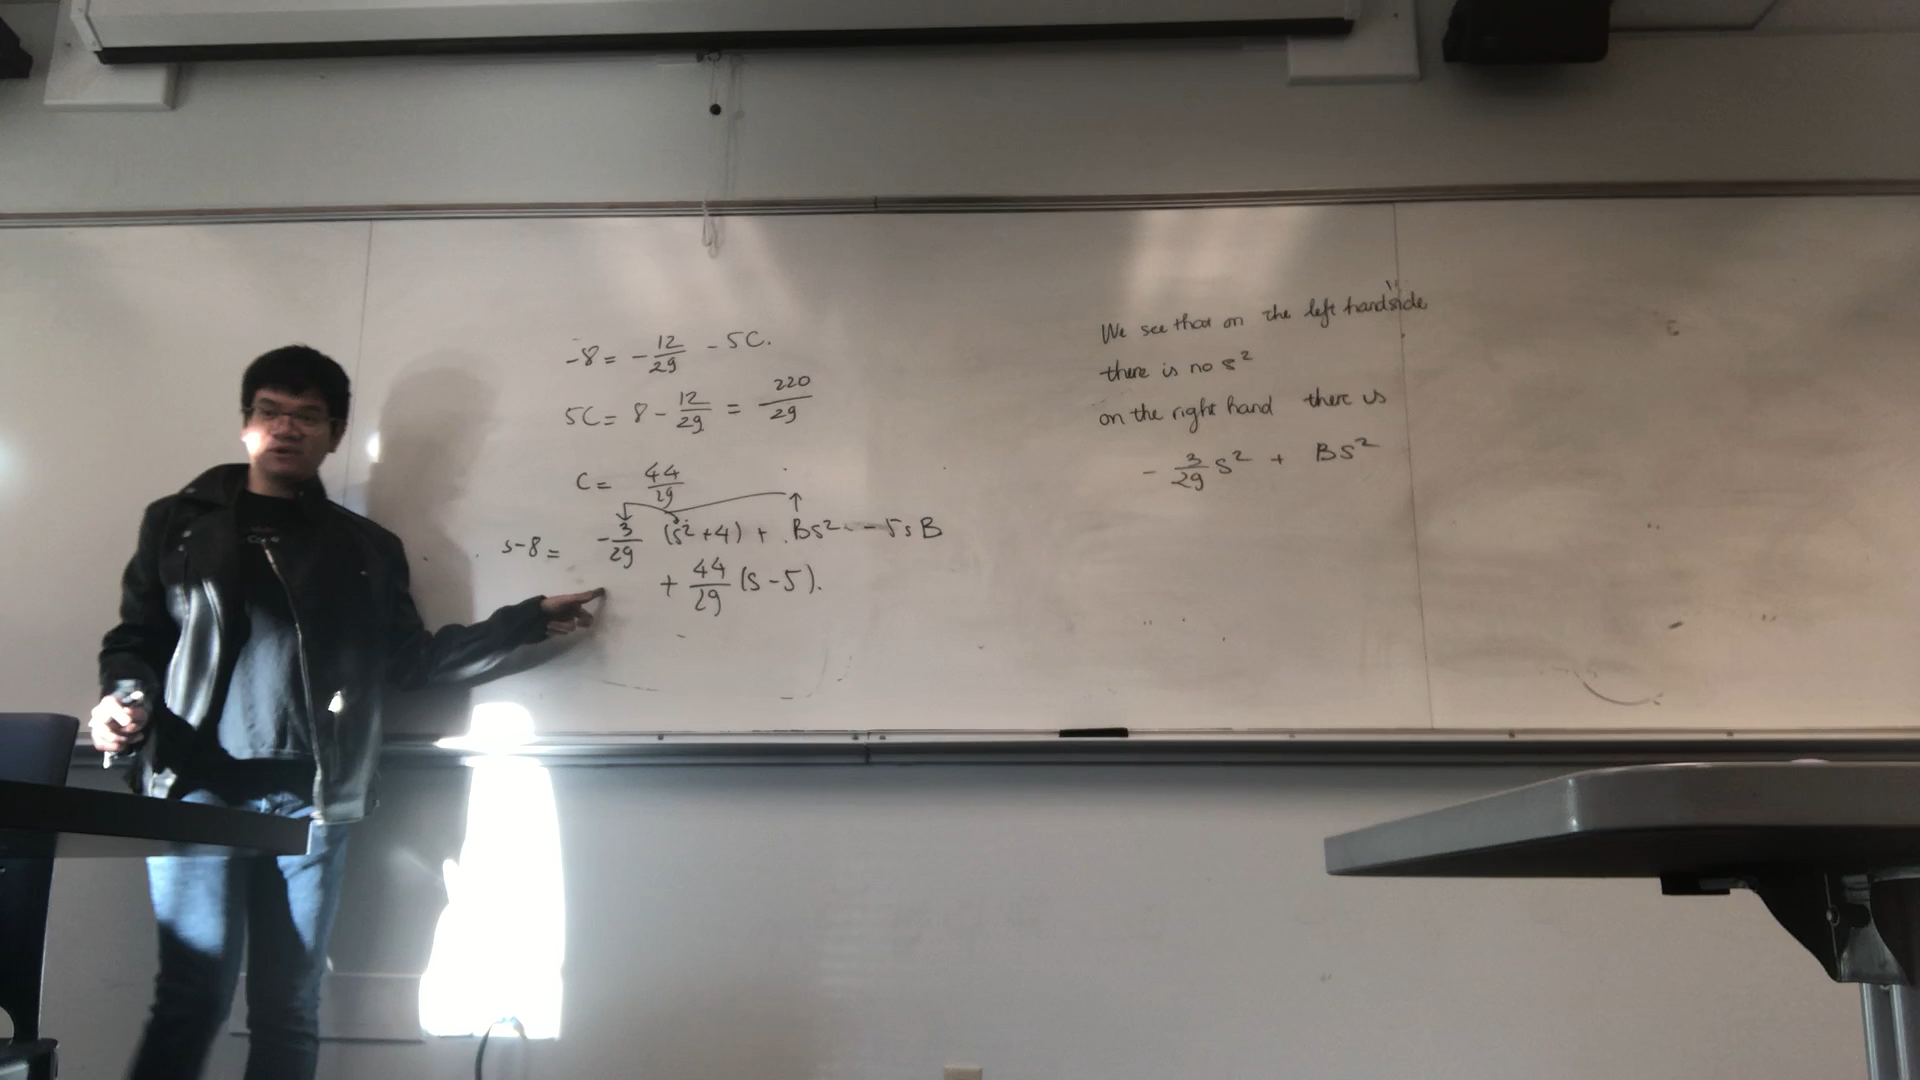 -8 = - 12/29 - 5C.
5C = 8 - 12/29 = 220/29
C = 44/29
s-8 = - 3/29 (s²+4) + Bs² - 5sB
+ 44/29 (s-5).
We see that on the left handside
there is no s²
on the right hand there is
- 3/29 s² + Bs²